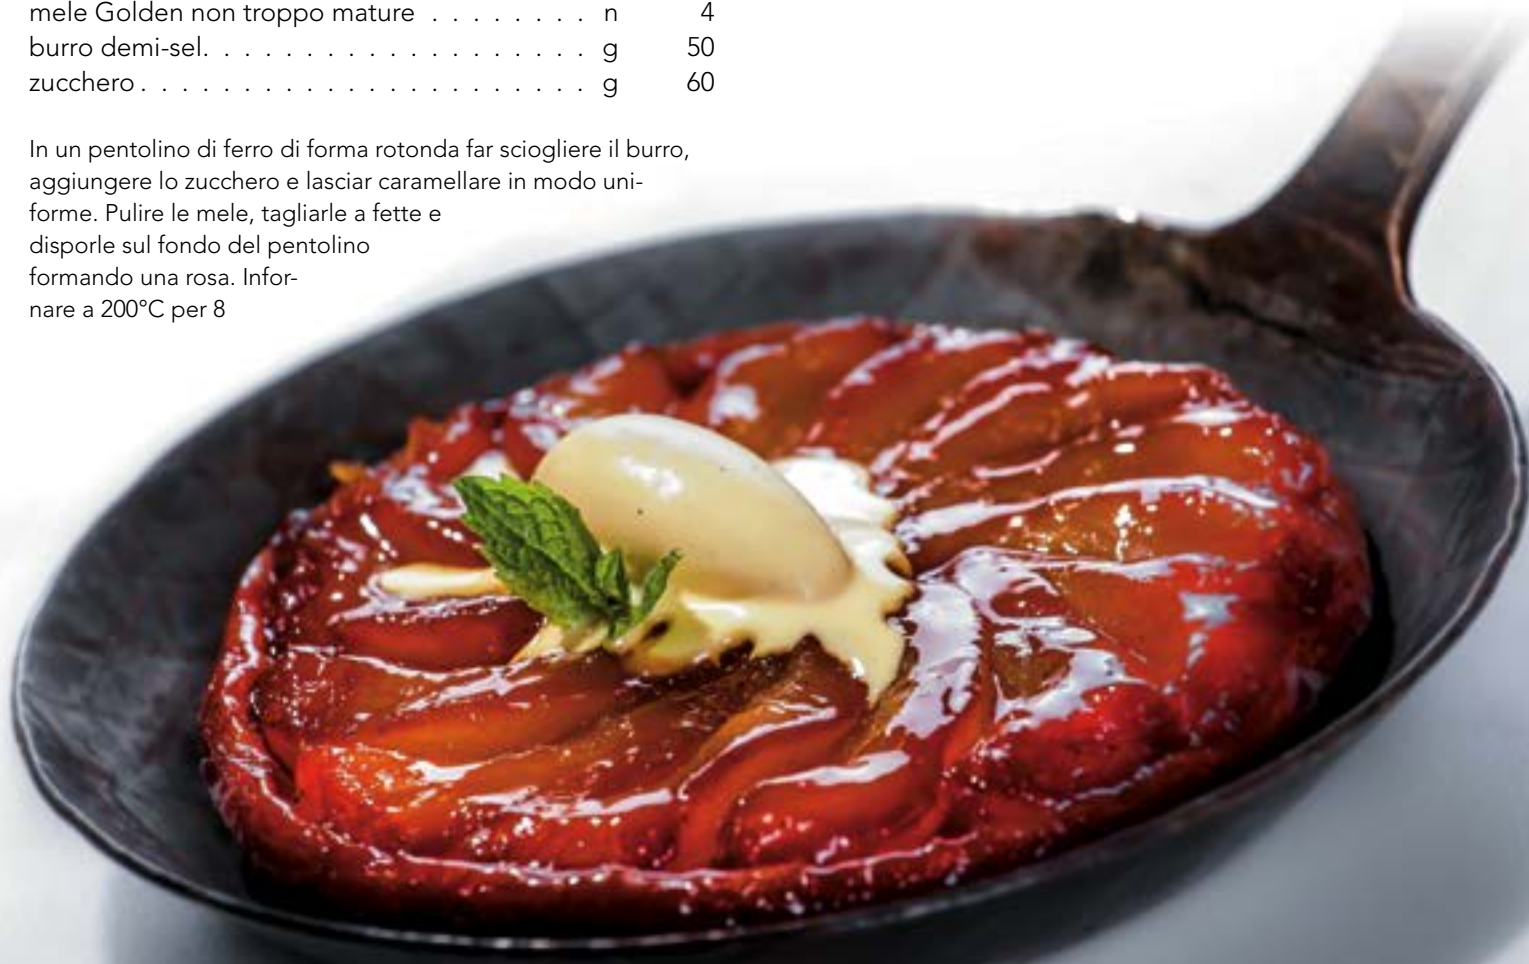 mele Golden non troppo mature . . . . . . . . n 4
burro demi-sel. . . . . . . . . . . . . . . . . . . g 50
zucchero . . . . . . . . . . . . . . . . . . . . . . g 60
In un pentolino di ferro di forma rotonda far sciogliere il burro,
aggiungere lo zucchero e lasciar caramellare in modo uni-
forme. Pulire le mele, tagliarle a fette e
disporle sul fondo del pentolino
formando una rosa. Infor-
nare a 200°C per 8